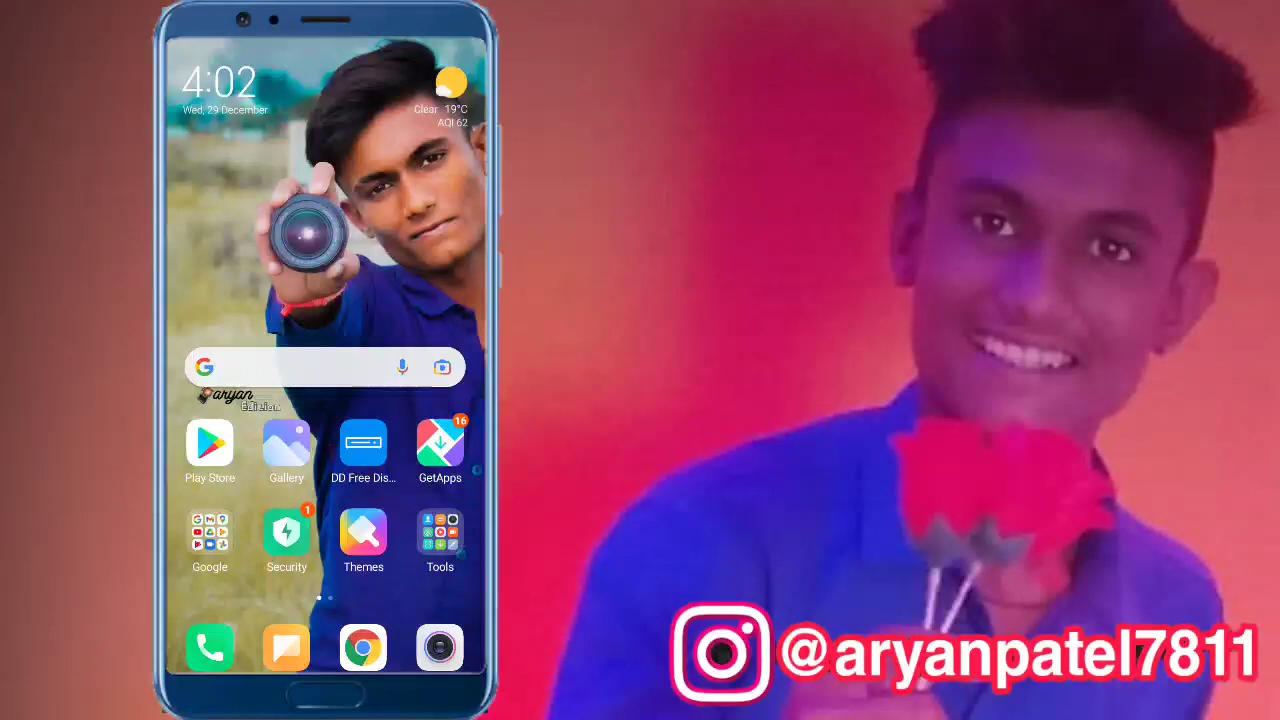 4:02
Wed, 29 December
Clear 19°C
AQI 62
aryan
Edition
16
Play Store
Gallery
DD Free Dis...
GetApps
1
Google
Security
Themes
Tools
@aryanpatel7811